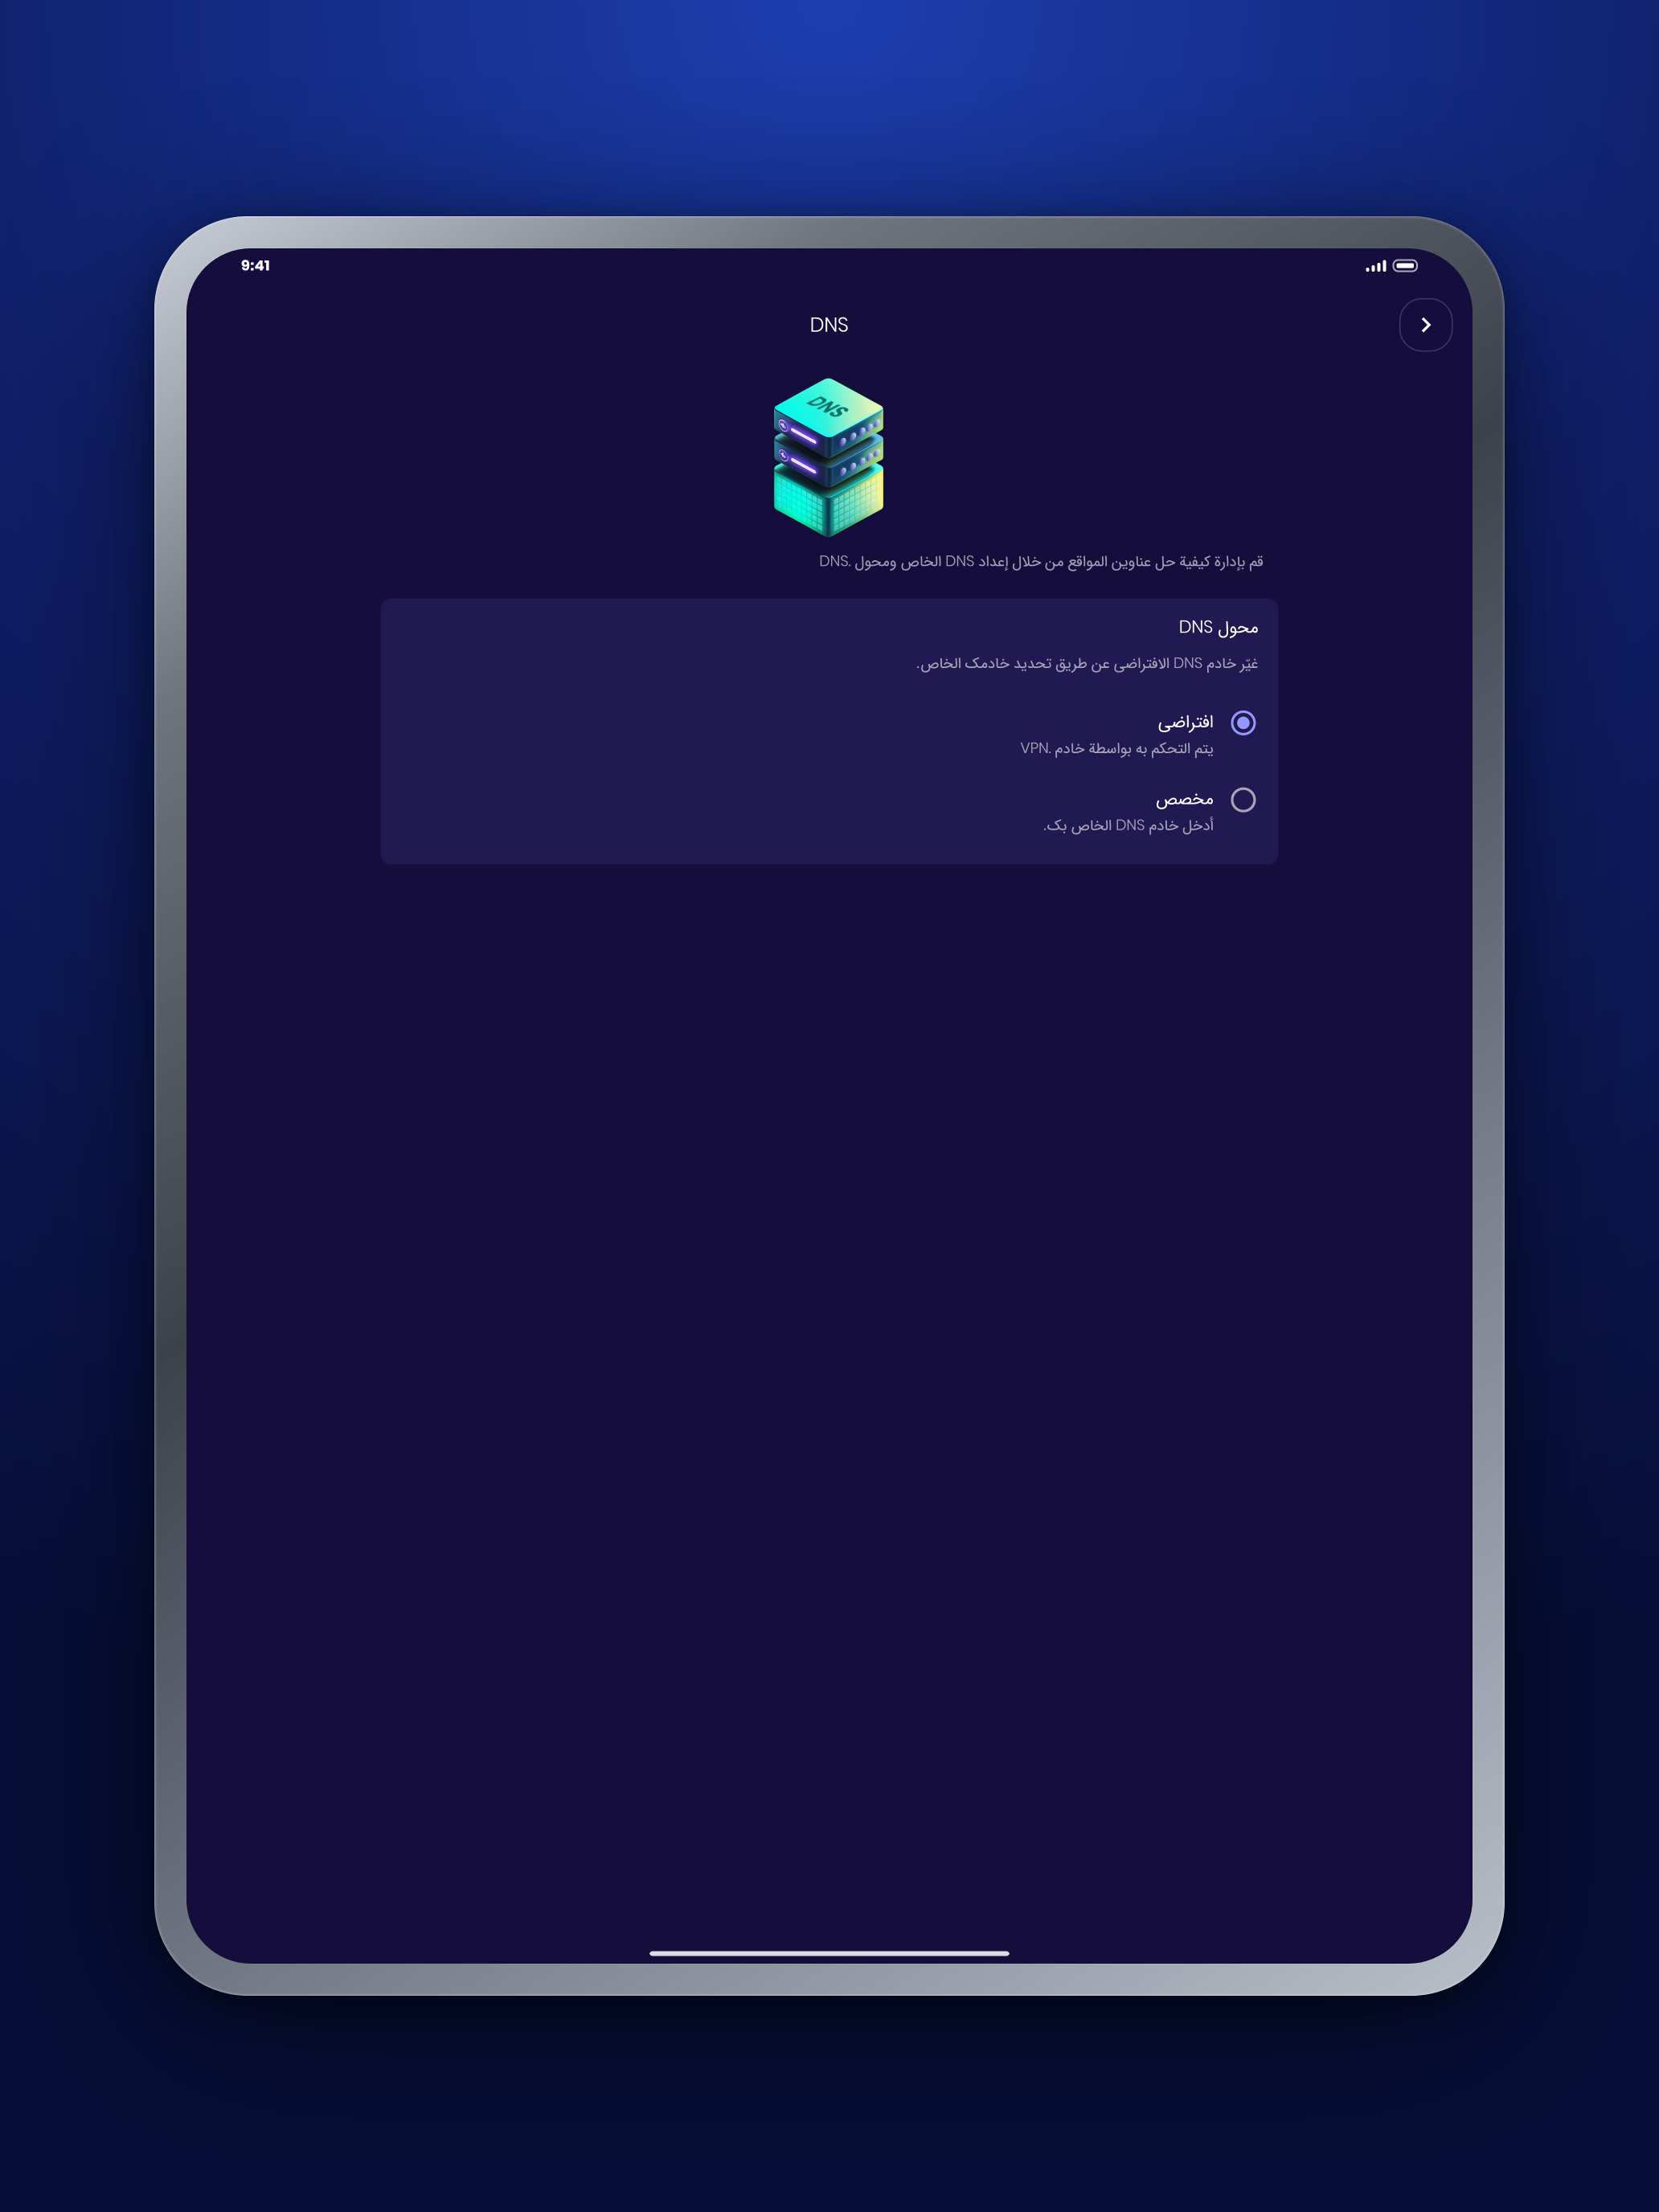 9:41
DNS
DNS
قم بإدارة كيفية حل عناوين المواقع من خلال إعداد DNS الخاص ومحول DNS.
محول DNS
غيّر خادم DNS الافتراضي عن طريق تحديد خادمك الخاص.
افتراضي
يتم التحكم به بواسطة خادم VPN.
مخصص
أدخل خادم DNS الخاص بك.